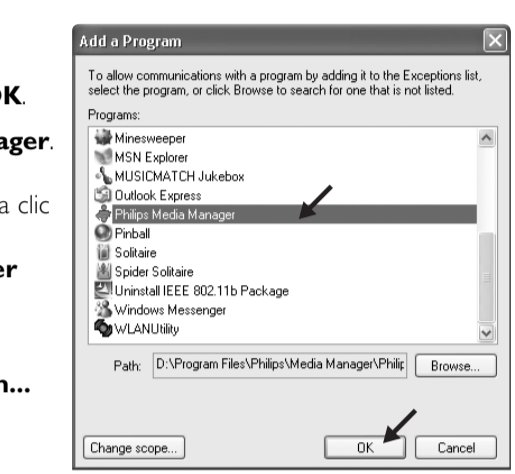 OK.
ager.
a clic
er
n...
Add a Program
To allow communications with a program by adding it to the Exceptions list,
select the program, or click Browse to search for one that is not listed.
Programs:
Minesweeper
MSN Explorer
MUSICMATCH Jukebox
Outlook Express
Philips Media Manager
Pinball
Solitaire
Spider Solitaire
Uninstall IEEE 802.11b Package
Windows Messenger
WLANUtility
Path: D:\Program Files\Philips\Media Manager\Philip Browse...
Change scope... OK Cancel